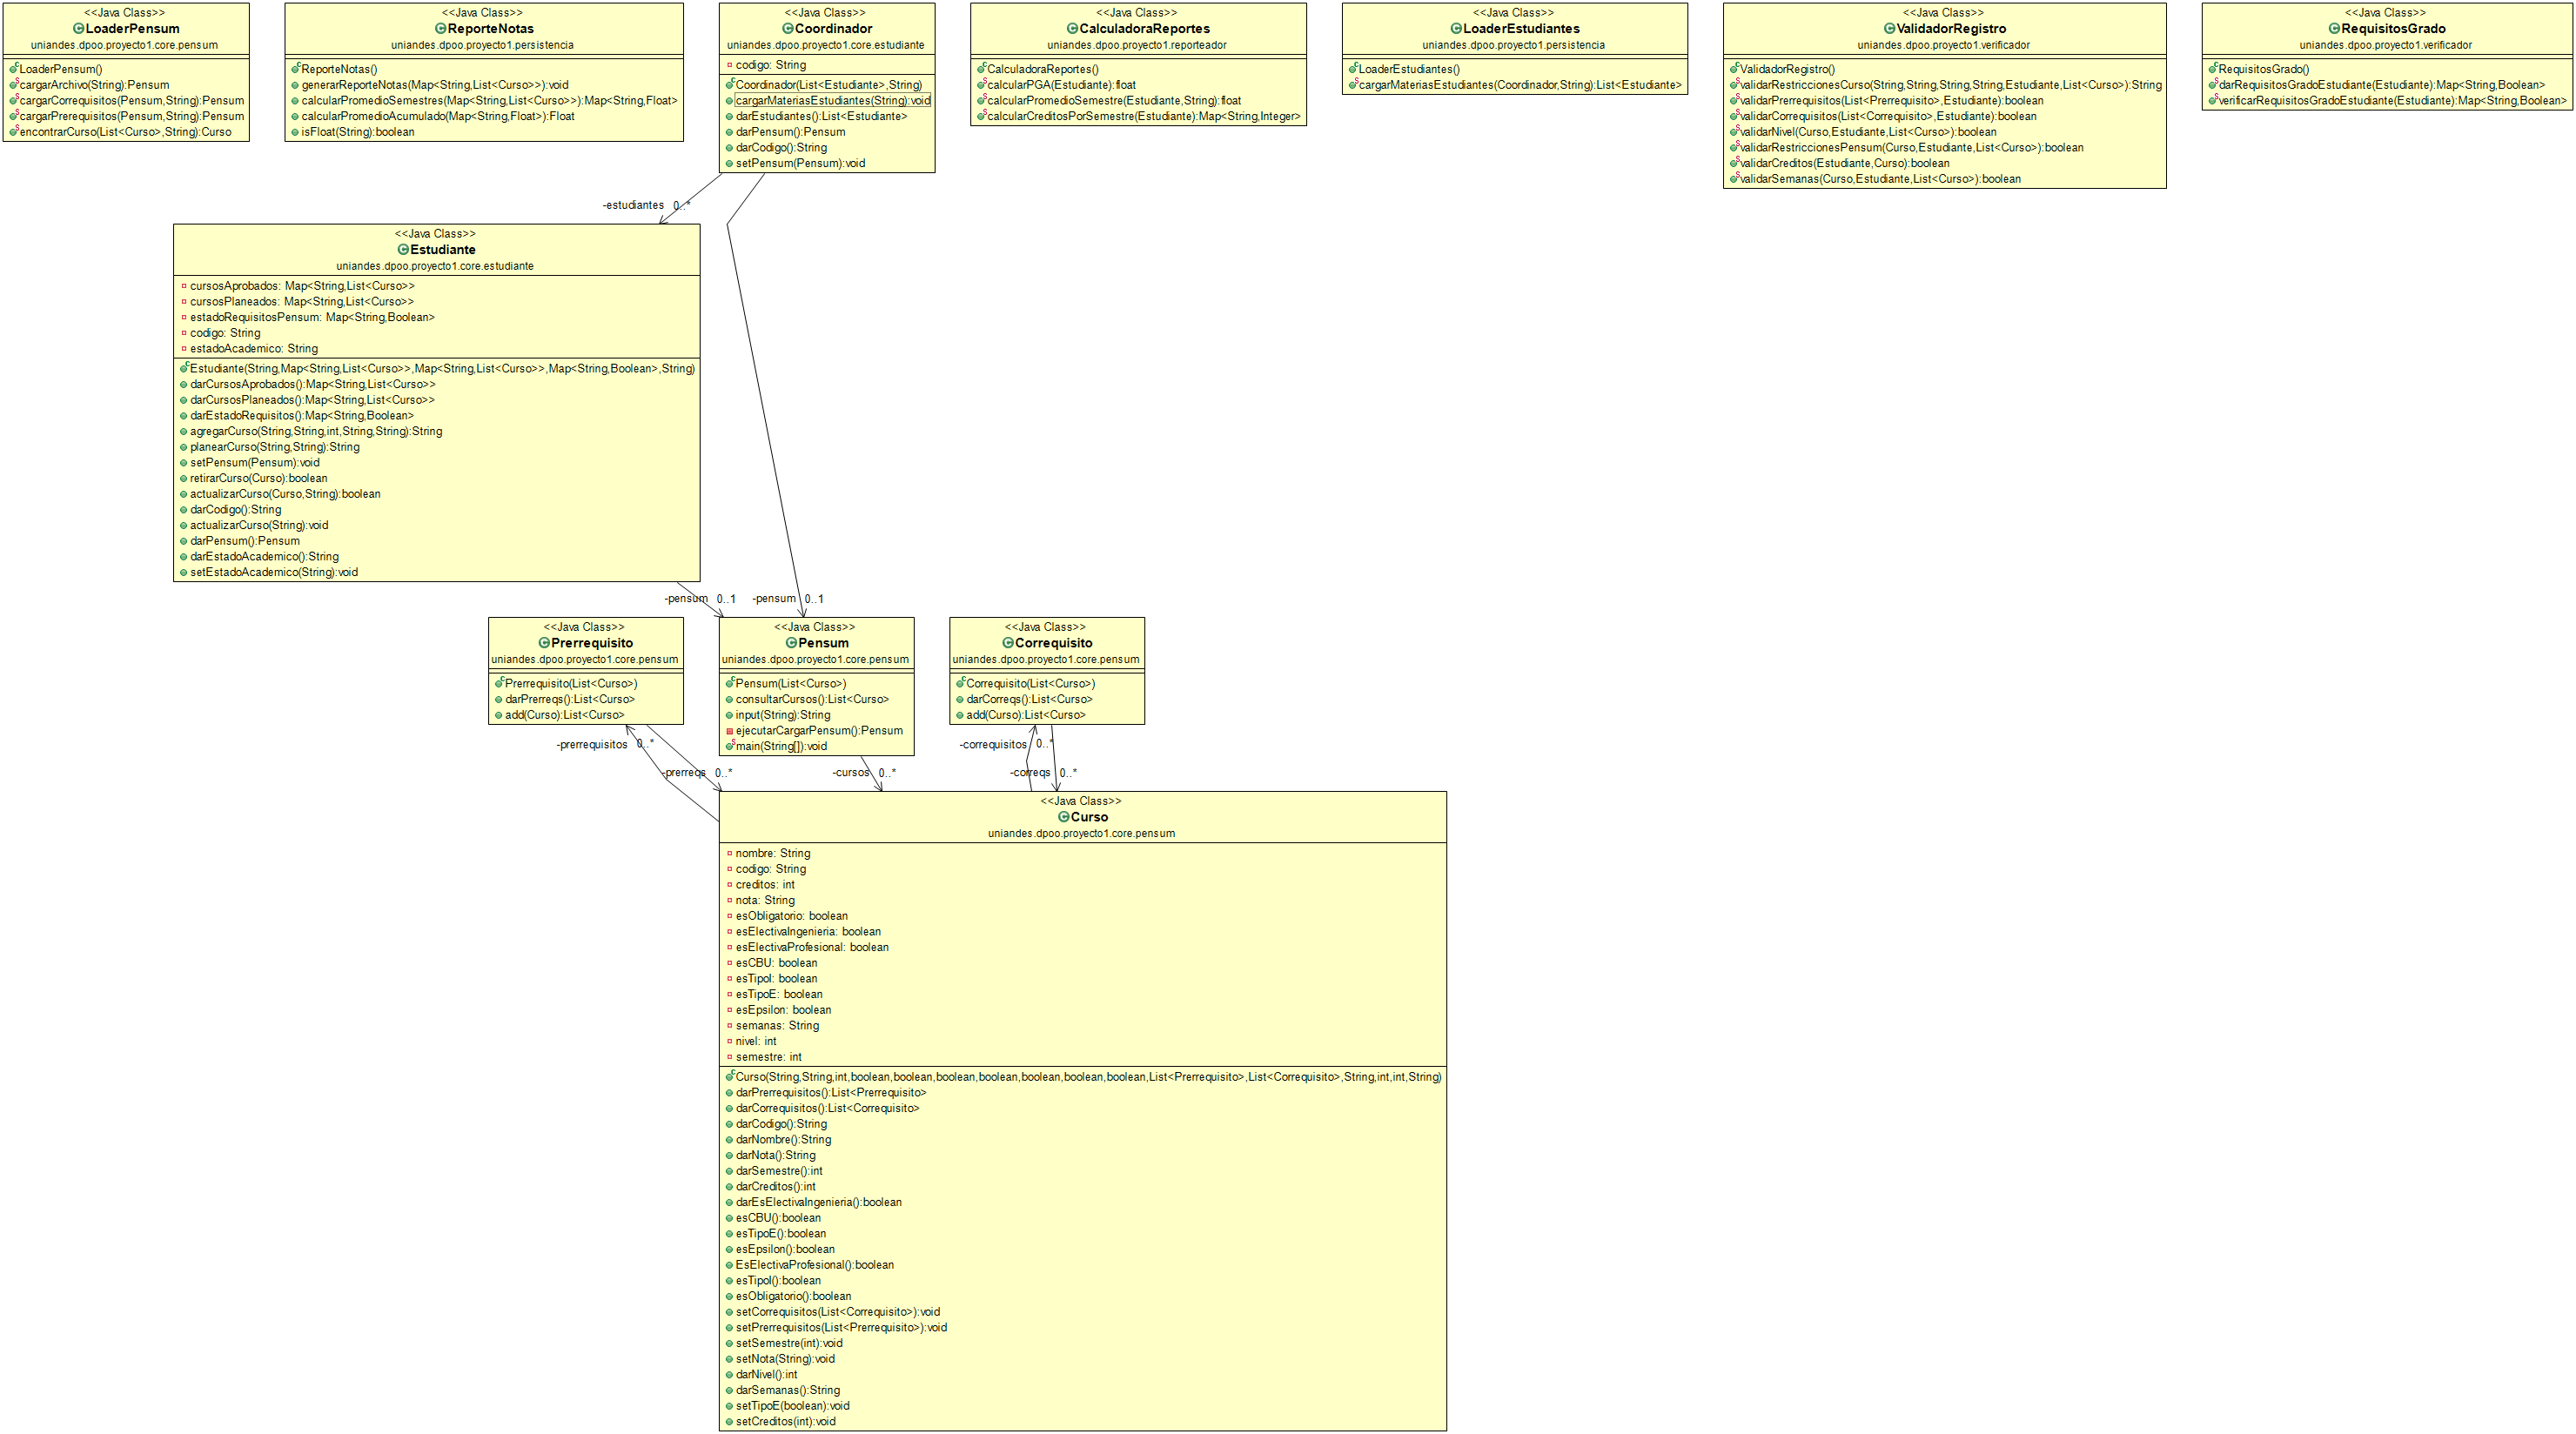 <<Java Class>>
LoaderPensum
uniandes.dpoo.proyecto1.core.pensum
LoaderPensum()
cargarArchivo(String):Pensum
cargarCorrequisitos(Pensum,String):Pensum
cargarPrerequisitos(Pensum,String):Pensum
encontrarCurso(List<Curso>,String):Curso
<<Java Class>>
ReporteNotas
uniandes.dpoo.proyecto1.persistencia
ReporteNotas()
generarReporteNotas(Map<String,List<Curso>>):void
calcularPromedioSemestres(Map<String,List<Curso>>):Map<String,Float>
calcularPromedioAcumulado(Map<String,Float>):Float
isFloat(String):boolean
<<Java Class>>
Coordinador
uniandes.dpoo.proyecto1.core.estudiante
codigo: String
Coordinador(List<Estudiante>,String)
cargarMateriasEstudiantes(String):void
darEstudiantes():List<Estudiante>
darPensum():Pensum
darCodigo():String
setPensum(Pensum):void
<<Java Class>>
CalculadoraReportes
uniandes.dpoo.proyecto1.reporteador
CalculadoraReportes()
calcularPGA(Estudiante):float
calcularPromedioSemestre(Estudiante,String):float
calcularCreditosPorSemestre(Estudiante):Map<String,Integer>
<<Java Class>>
LoaderEstudiantes
uniandes.dpoo.proyecto1.persistencia
LoaderEstudiantes()
cargarMateriasEstudiantes(Coordinador,String):List<Estudiante>
<<Java Class>>
ValidadorRegistro
uniandes.dpoo.proyecto1.verificador
ValidadorRegistro()
validarRestriccionesCurso(String,String,String,String,Estudiante,List<Curso>):String
validarPrerrequisitos(List<Prerrequisito>,Estudiante):boolean
validarCorrequisitos(List<Correquisito>,Estudiante):boolean
validarNivel(Curso,Estudiante,List<Curso>):boolean
validarRestriccionesPensum(Curso,Estudiante,List<Curso>):boolean
validarCreditos(Estudiante,Curso):boolean
validarSemanas(Curso,Estudiante,List<Curso>):boolean
<<Java Class>>
RequisitosGrado
uniandes.dpoo.proyecto1.verificador
RequisitosGrado()
darRequisitosGradoEstudiante(Estudiante):Map<String,Boolean>
verificarRequisitosGradoEstudiante(Estudiante):Map<String,Boolean>
-estudiantes 0..*
<<Java Class>>
Estudiante
uniandes.dpoo.proyecto1.core.estudiante
cursosAprobados: Map<String,List<Curso>>
cursosPlaneados: Map<String,List<Curso>>
estadoRequisitosPensum: Map<String,Boolean>
codigo: String
estadoAcademico: String
Estudiante(String,Map<String,List<Curso>>,Map<String,List<Curso>>,Map<String,Boolean>,String)
darCursosAprobados():Map<String,List<Curso>>
darCursosPlaneados():Map<String,List<Curso>>
darEstadoRequisitos():Map<String,Boolean>
agregarCurso(String,String,int,String,String):String
planearCurso(String,String):String
setPensum(Pensum):void
retirarCurso(Curso):boolean
actualizarCurso(Curso,String):boolean
darCodigo():String
actualizarCurso(String):void
darPensum():Pensum
darEstadoAcademico():String
setEstadoAcademico(String):void
-pensum 0..1
-pensum 0..1
<<Java Class>>
Prerrequisito
uniandes.dpoo.proyecto1.core.pensum
Prerrequisito(List<Curso>)
darPrerreqs():List<Curso>
add(Curso):List<Curso>
<<Java Class>>
Pensum
uniandes.dpoo.proyecto1.core.pensum
Pensum(List<Curso>)
consultarCursos():List<Curso>
input(String):String
ejecutarCargarPensum():Pensum
main(String[]):void
<<Java Class>>
Correquisito
uniandes.dpoo.proyecto1.core.pensum
Correquisito(List<Curso>)
darCorreqs():List<Curso>
add(Curso):List<Curso>
-prerrequisitos 0..*
-correquisitos 0..*
-prerreqs 0..*
-cursos 0..*
-correqs 0..*
<<Java Class>>
Curso
uniandes.dpoo.proyecto1.core.pensum
nombre: String
codigo: String
creditos: int
nota: String
esObligatorio: boolean
esElectivaIngenieria: boolean
esElectivaProfesional: boolean
esCBU: boolean
esTipoI: boolean
esTipoE: boolean
esEpsilon: boolean
semanas: String
nivel: int
semestre: int
Curso(String,String,int,boolean,boolean,boolean,boolean,boolean,boolean,boolean,List<Prerrequisito>,List<Correquisito>,String,int,int,String)
darPrerrequisitos():List<Prerrequisito>
darCorrequisitos():List<Correquisito>
darCodigo():String
darNombre():String
darNota():String
darSemestre():int
darCreditos():int
darEsElectivaIngenieria():boolean
esCBU():boolean
esTipoE():boolean
esEpsilon():boolean
EsElectivaProfesional():boolean
esTipoI():boolean
esObligatorio():boolean
setCorrequisitos(List<Correquisito>):void
setPrerrequisitos(List<Prerrequisito>):void
setSemestre(int):void
setNota(String):void
darNivel():int
darSemanas():String
setTipoE(boolean):void
setCreditos(int):void